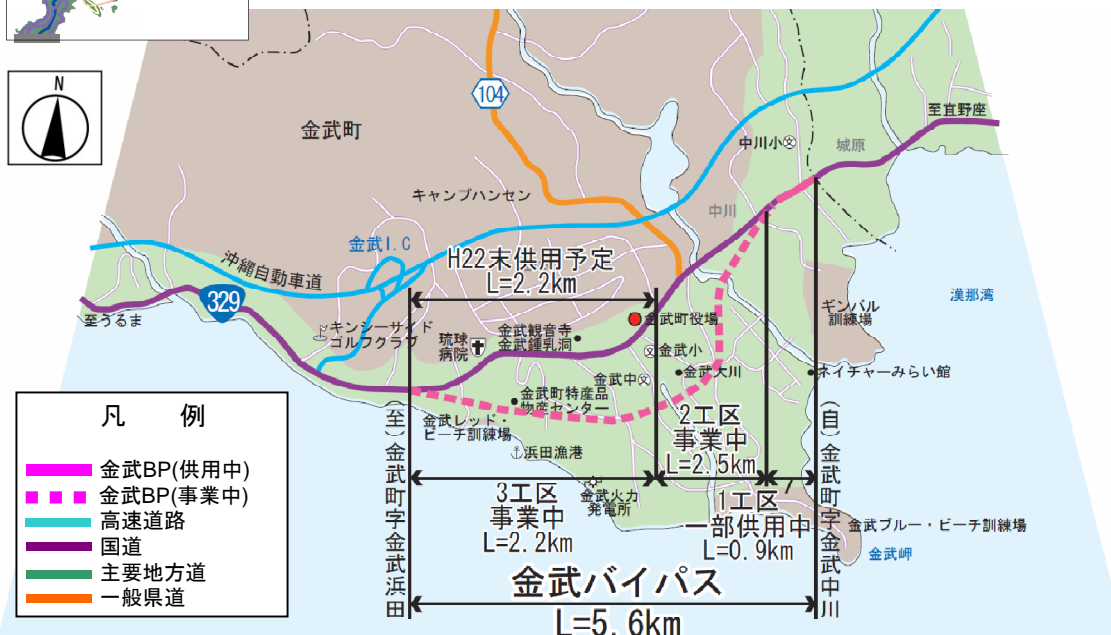 N
金武町
104
至宜野座
中川小
城原
キャンプハンセン
中川
金武I.C
沖縄自動車道
H22末供用予定
L=2.2km
329
至うるま
漢那湾
ギンバル
訓練場
金武町役場
キンシーサイド
ゴルフクラブ
琉球
病院
金武観音寺
金武鍾乳洞
金武小
金武中
金武大川
ネイチャーみらい館
金武町特産品
物産センター
金武レッド・
ビーチ訓練場
浜田漁港
金武火力
発電所
2工区
事業中
L=2.5km
3工区
事業中
L=2.2km
1工区
一部供用中
L=0.9km
金武ブルー・ビーチ訓練場
金武岬
(至)金武町字金武浜田
(自)金武町字金武中川
金武バイパス
L=5.6km
凡 例
金武BP(供用中)
金武BP(事業中)
高速道路
国道
主要地方道
一般県道